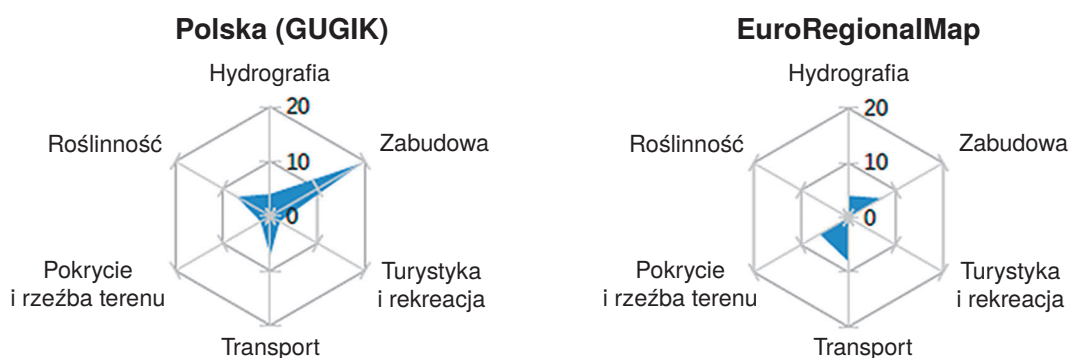 Polska (GUGIK)
Hydrografia
20
Zabudowa
Roślinność
10
0
Pokrycie
i rzeźba terenu
Turystyka
i rekreacja
Transport
EuroRegionalMap
Hydrografia
20
Zabudowa
Roślinność
10
0
Pokrycie
i rzeźba terenu
Turystyka
i rekreacja
Transport